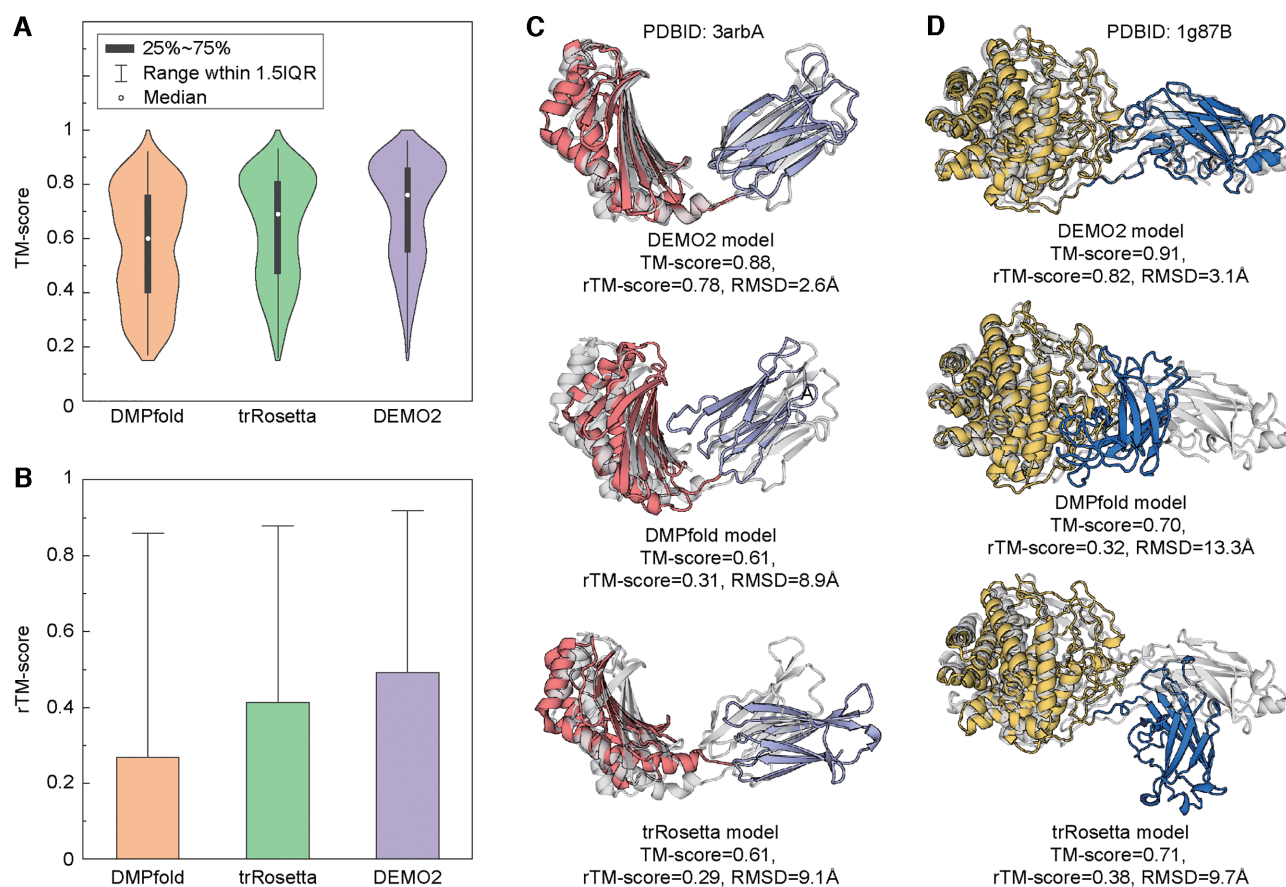 A
25%~75%
Range wthin 1.5IQR
Median
TM-score
1
0.8
0.6
0.4
0.2
0
DMPfold
trRosetta
DEMO2
B
rTM-score
1
0.8
0.6
0.4
0.2
0
DMPfold
trRosetta
DEMO2
C
PDBID: 3arbA
DEMO2 model
TM-score=0.88,
rTM-score=0.78, RMSD=2.6Å
A
DMPfold model
TM-score=0.61,
rTM-score=0.31, RMSD=8.9Å
trRosetta model
TM-score=0.61,
rTM-score=0.29, RMSD=9.1Å
D
PDBID: 1g87B
DEMO2 model
TM-score=0.91,
rTM-score=0.82, RMSD=3.1Å
DMPfold model
TM-score=0.70,
rTM-score=0.32, RMSD=13.3Å
trRosetta model
TM-score=0.71,
rTM-score=0.38, RMSD=9.7Å